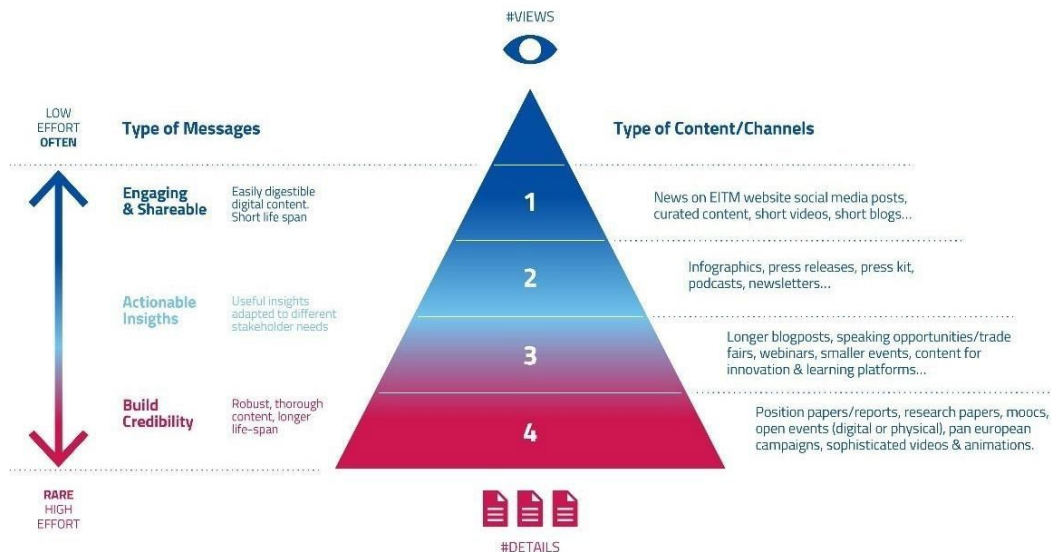 #VIEWS
LOW
EFFORT
OFTEN
Type of Messages
Type of Content/Channels
Engaging
& Shareable
Easily digestible
digital content.
Short life span
1
News on EITM website social media posts,
curated content, short videos, short blogs...
2
Infographics, press releases, press kit,
podcasts, newsletters...
Actionable
Insigths
Useful insights
adapted to different
stakeholder needs
3
Longer blogposts, speaking opportunities/trade
fairs, webinars, smaller events, content for
innovation & learning platforms...
Build
Credibility
Robust, thorough
content, longer
life-span
4
Position papers/reports, research papers, moocs,
open events (digital or physical), pan european
campaigns, sophisticated videos & animations.
RARE
HIGH
EFFORT
#DETAILS